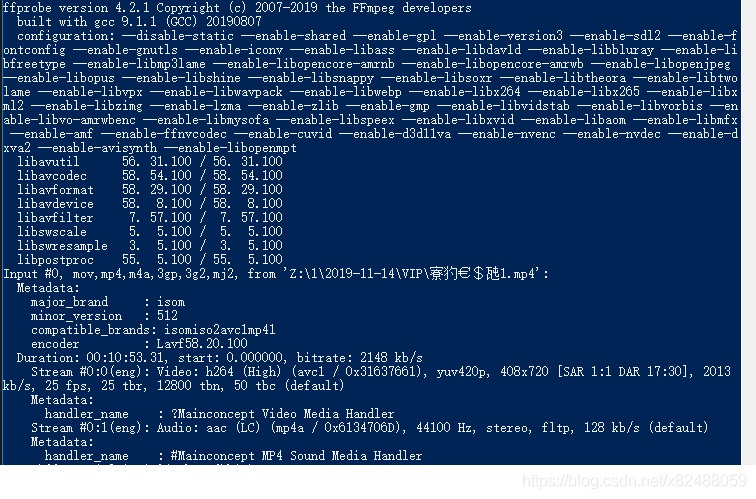 ffprobe version 4.2.1 Copyright (c) 2007-2019 the FFmpeg developers
built with gcc 9.1.1 (GCC) 20190807
configuration: --disable-static --enable-shared --enable-gpl --enable-version3 --enable-sdl2 --enable-f
ontconfig --enable-gnutls --enable-iconv --enable-libass --enable-libdav1d --enable-libbluray --enable-li
bfreetype --enable-libmp3lame --enable-libopencore-amrnb --enable-libopencore-amrwb --enable-libopenjpeg
--enable-libopus --enable-libshine --enable-libsnappy --enable-libsoxr --enable-libtheora --enable-libtwo
lame --enable-libvpx --enable-libwavpack --enable-libwebp --enable-libx264 --enable-libx265 --enable-libx
ml2 --enable-libzimg --enable-lzma --enable-zlib --enable-gmp --enable-libvidstab --enable-libvorbis --en
able-libvo-amrwbenc --enable-libmysofa --enable-libspeex --enable-libxvid --enable-libaom --enable-libmfx
--enable-amf --enable-ffnvcodec --enable-cuvid --enable-d3d11va --enable-nvenc --enable-nvdec --enable-d
xva2 --enable-avisynth --enable-libopenmpt
libavutil 56. 31.100 / 56. 31.100
libavcodec 58. 54.100 / 58. 54.100
libavformat 58. 29.100 / 58. 29.100
libavdevice 58. 8.100 / 58. 8.100
libavfilter 7. 57.100 / 7. 57.100
libswscale 5. 5.100 / 5. 5.100
libswresample 3. 5.100 / 3. 5.100
libpostproc 55. 5.100 / 55. 5.100
Input #0, mov,mp4,m4a,3gp,3g2,mj2, from 'Z:\1\2019-11-14\VIP\1.mp4':
Metadata:
major_brand : isom
minor_version : 512
compatible_brands: isomiso2avc1mp41
encoder : Lavf58.20.100
Duration: 00:10:53.31, start: 0.000000, bitrate: 2148 kb/s
Stream #0:0(eng): Video: h264 (High) (avc1 / 0x31637661), yuv420p, 408x720 [SAR 1:1 DAR 17:30], 2013
kb/s, 25 fps, 25 tbr, 12800 tbn, 50 tbc (default)
Metadata:
handler_name : ?Mainconcept Video Media Handler
Stream #0:1(eng): Audio: aac (LC) (mp4a / 0x6134706D), 44100 Hz, stereo, fltp, 128 kb/s (default)
Metadata:
handler_name : #Mainconcept MP4 Sound Media Handler
https://blog.csdn.net/x82488059